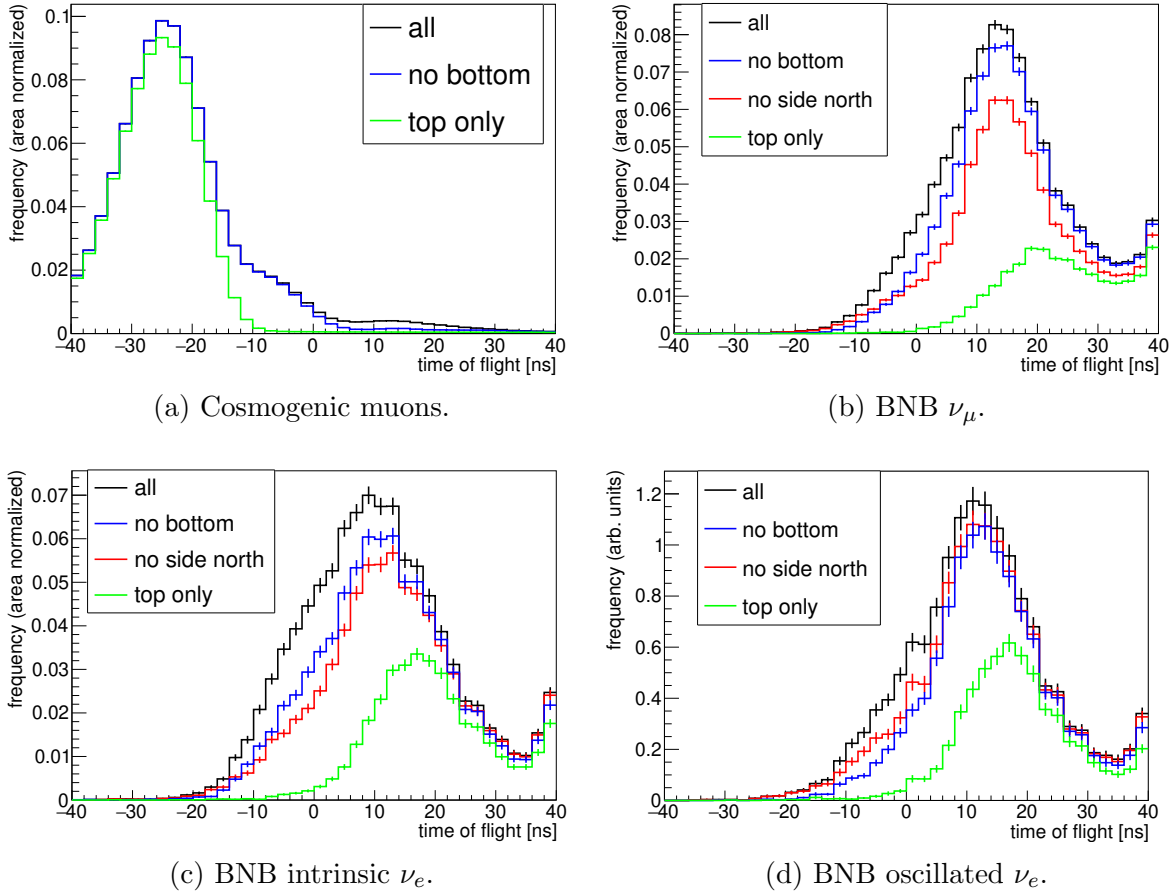 frequency (area normalized)
0.1
0.08
0.06
0.04
0.02
0
−40 −30 −20 −10 0 10 20 30 40
time of flight [ns]
all
no bottom
top only
(a) Cosmogenic muons.
frequency (area normalized)
0.08
0.07
0.06
0.05
0.04
0.03
0.02
0.01
0
−40 −30 −20 −10 0 10 20 30 40
time of flight [ns]
all
no bottom
no side north
top only
(b) BNB νμ.
frequency (area normalized)
0.07
0.06
0.05
0.04
0.03
0.02
0.01
0
−40 −30 −20 −10 0 10 20 30 40
time of flight [ns]
all
no bottom
no side north
top only
(c) BNB intrinsic νe.
frequency (arb. units)
1.2
1
0.8
0.6
0.4
0.2
0
−40 −30 −20 −10 0 10 20 30 40
time of flight [ns]
all
no bottom
no side north
top only
(d) BNB oscillated νe.